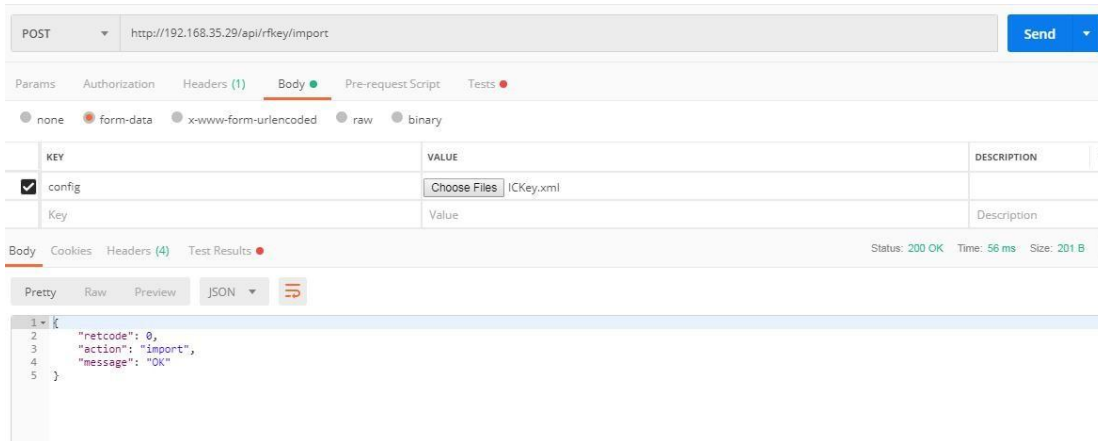 POST http://192.168.35.29/api/rfkey/import Send
Params Authorization Headers (1) Body Pre-request Script Tests
none form-data x-www-form-urlencoded raw binary
KEY VALUE DESCRIPTION
config Choose Files ICKey.xml
Key Value Description
Body Cookies Headers (4) Test Results Status: 200 OK Time: 56 ms Size: 201 B
Pretty Raw Preview JSON
1 {
2 "retcode": 0,
3 "action": "import",
4 "message": "OK"
5 }